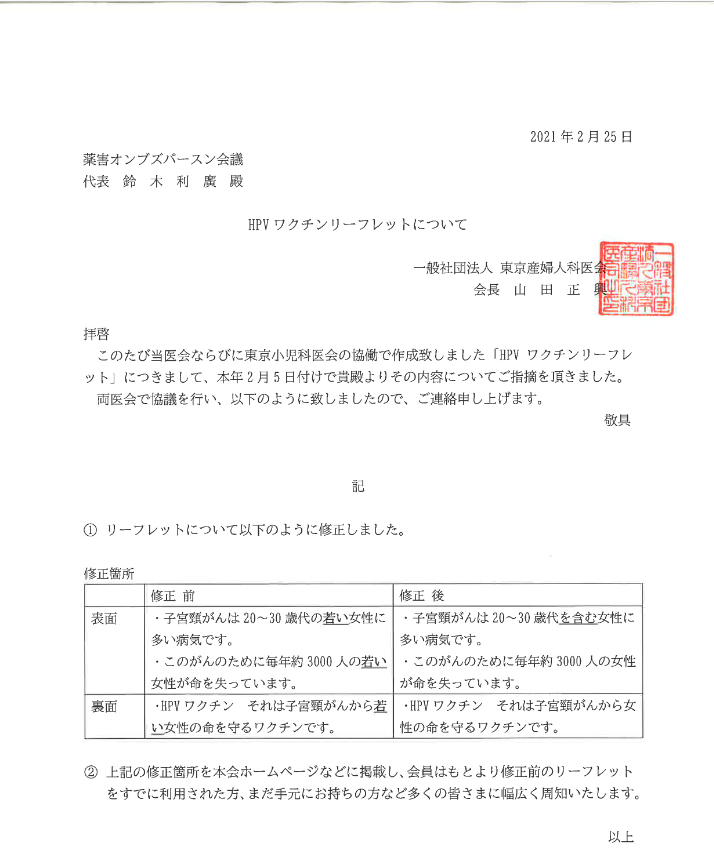 2021年2月25日
薬害オンブズパースン会議
代表 鈴 木 利 廣 殿
HPVワクチンリーフレットについて
一般社団法人 東京産婦人科医会
会長 山 田 正 興
拝啓
このたび当医会ならびに東京小児科医会の協働で作成致しました「HPV ワクチンリーフレ
ット」につきまして、本年2月5日付けで貴殿よりその内容についてご指摘を頂きました。
両医会で協議を行い、以下のように致しましたので、ご連絡申し上げます。
敬具
記
① リーフレットについて以下のように修正しました。
修正箇所
修正 前
修正 後
表面
・子宮頸がんは20～30 歳代の若い女性に
多い病気です。
・このがんのために毎年約3000 人の若い
女性が命を失っています。
・子宮頸がんは20～30 歳代を含む女性に
多い病気です。
・このがんのために毎年約3000 人の女性
が命を失っています。
裏面
・HPVワクチン それは子宮頸がんから若
い女性の命を守るワクチンです。
・HPVワクチン それは子宮頸がんから女
性の命を守るワクチンです。
② 上記の修正箇所を本会ホームページなどに掲載し、会員はもとより修正前のリーフレット
をすでに利用された方、まだ手元にお持ちの方など多くの皆さまに幅広く周知いたします。
以上